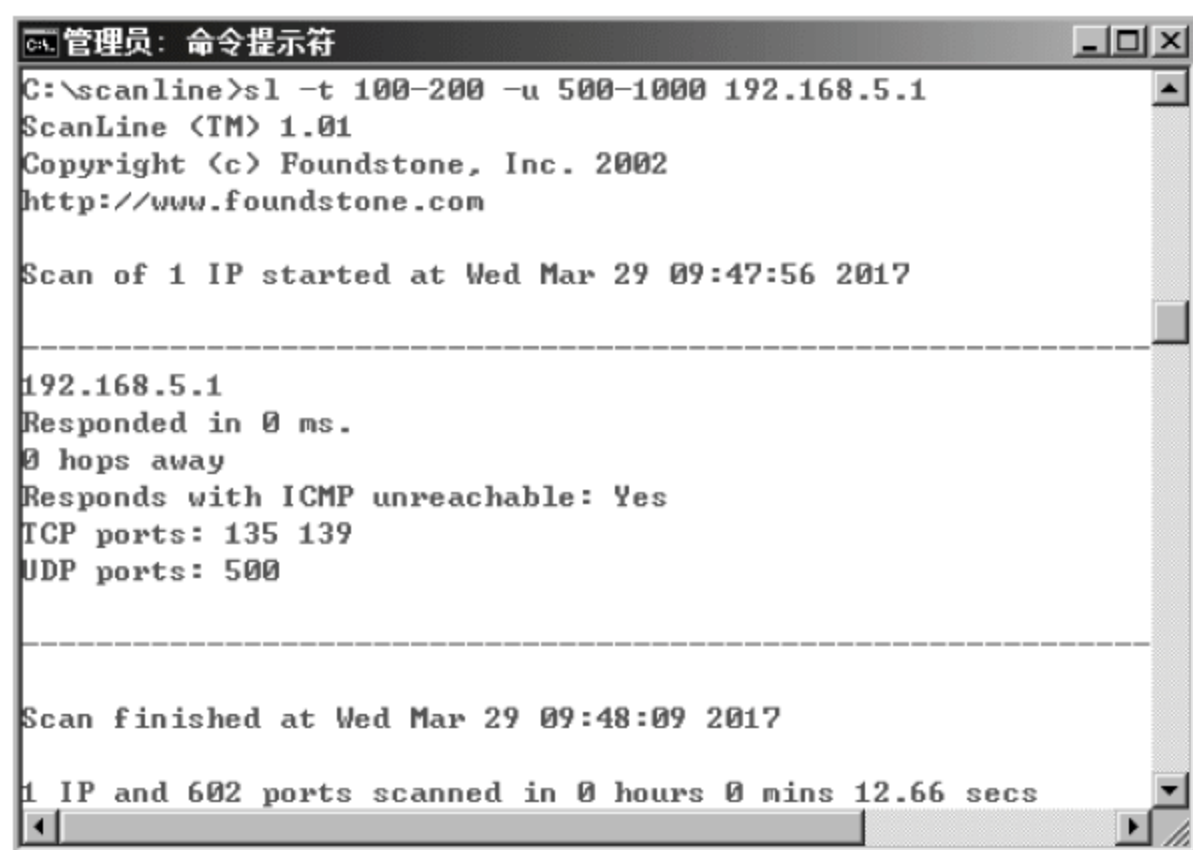 管理员: 命令提示符
C:\scanline>sl -t 100-200 -u 500-1000 192.168.5.1
ScanLine (TM) 1.01
Copyright (c) Foundstone, Inc. 2002
http://www.foundstone.com
Scan of 1 IP started at Wed Mar 29 09:47:56 2017
--------------------------------------------------------------
192.168.5.1
Responded in 0 ms.
0 hops away
Responds with ICMP unreachable: Yes
TCP ports: 135 139
UDP ports: 500
--------------------------------------------------------------
Scan finished at Wed Mar 29 09:48:09 2017
1 IP and 602 ports scanned in 0 hours 0 mins 12.66 secs